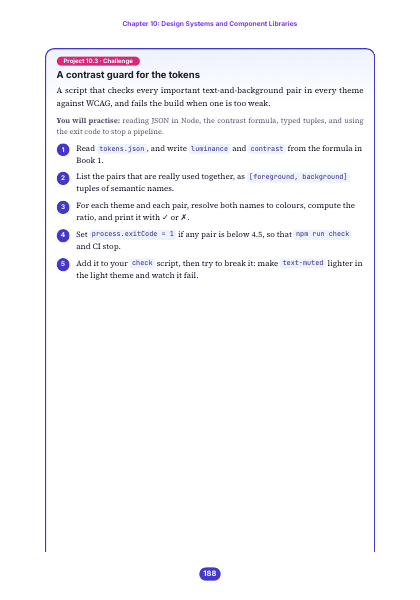 Chapter 10: Design Systems and Component Libraries
Project 10.3 · Challenge
A contrast guard for the tokens
A script that checks every important text-and-background pair in every theme
against WCAG, and fails the build when one is too weak.
You will practise: reading JSON in Node, the contrast formula, typed tuples, and using
the exit code to stop a pipeline.
1 Read tokens.json, and write luminance and contrast from the formula in
Book 1.
2 List the pairs that are really used together, as [foreground, background]
tuples of semantic names.
3 For each theme and each pair, resolve both names to colours, compute the
ratio, and print it with ✓ or ✗.
4 Set process.exitCode = 1 if any pair is below 4.5, so that npm run check
and CI stop.
5 Add it to your check script, then try to break it: make text-muted lighter in
the light theme and watch it fail.
188